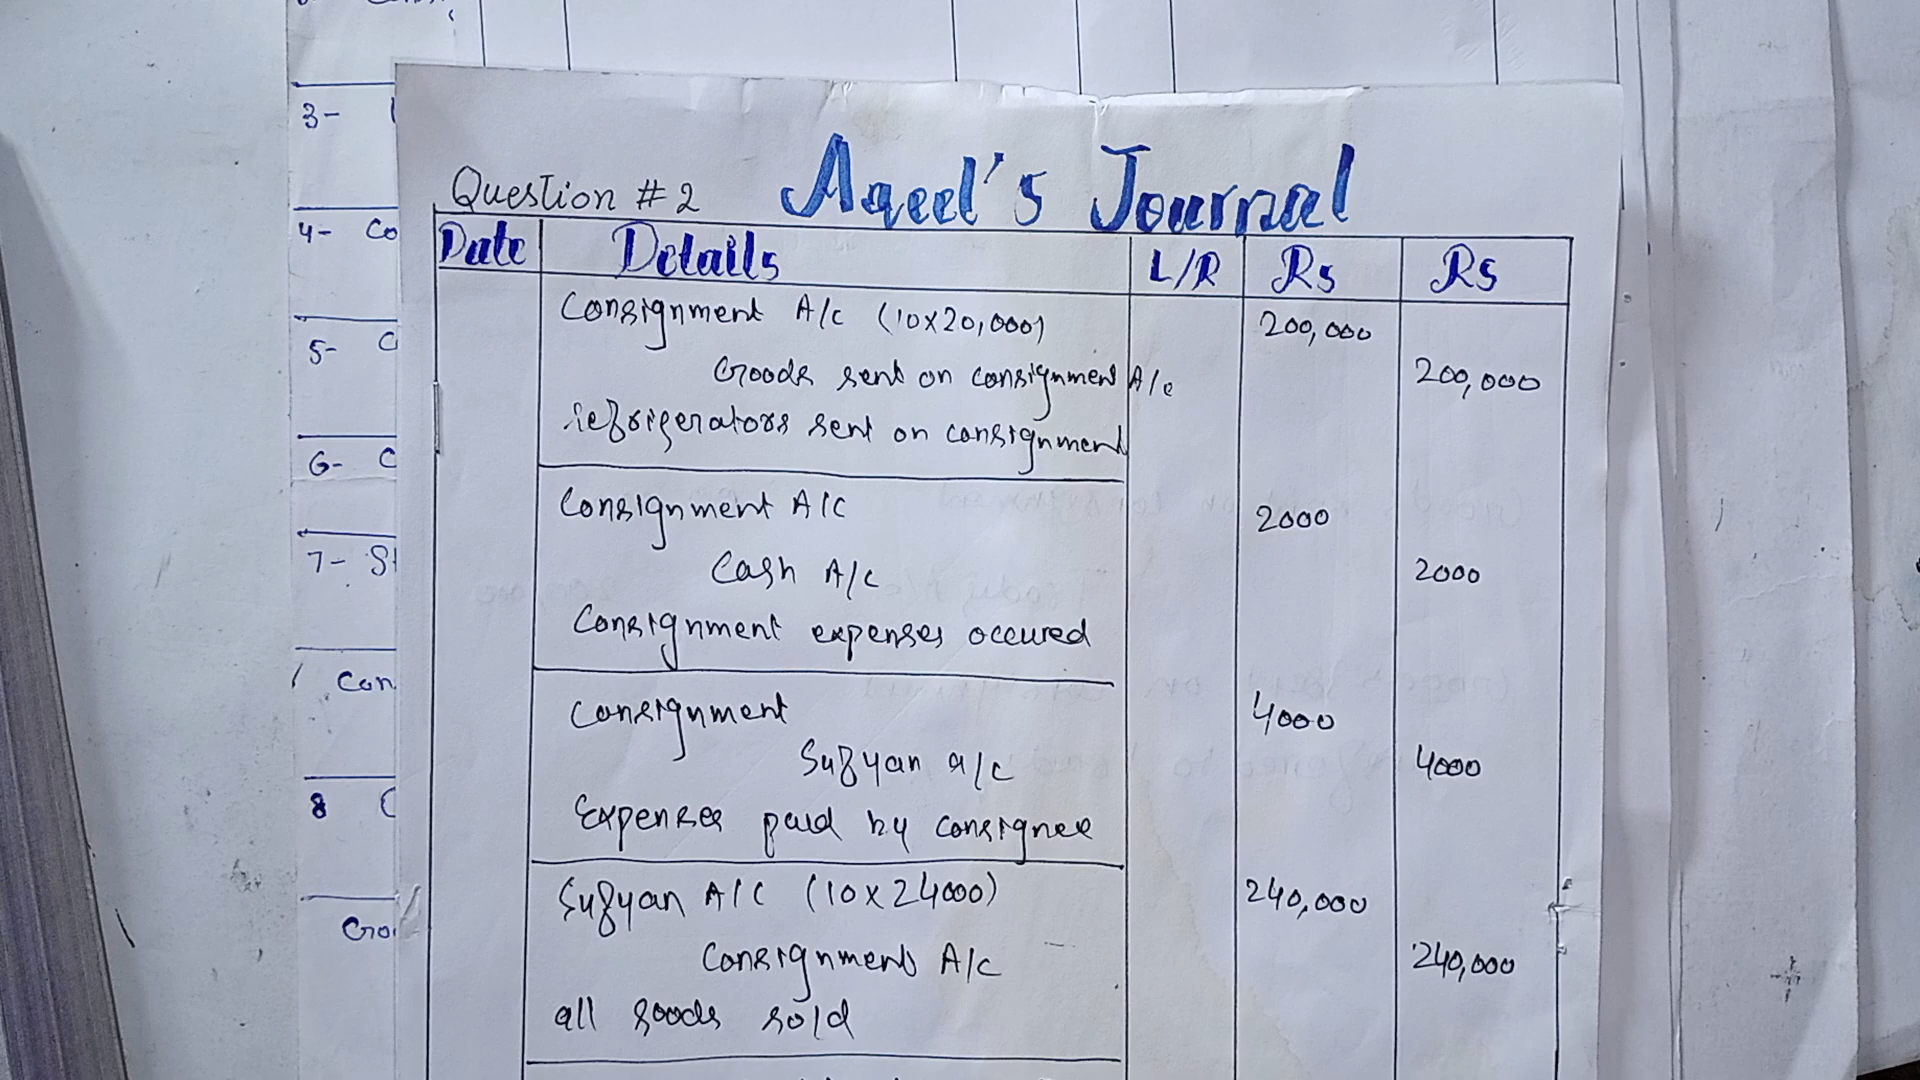 3-
4- Co
5- C
6- C
7- St
Con
8 C
Goo
Question #2 Aqeel's Journal
Date Details L/R Rs Rs
Consignment A/c (10x20,000) 200,000
Goods sent on consignment A/c 200,000
refrigerators sent on consignment
Consignment A/C 2000
Cash A/c 2000
Consignment expenses occured
Consignment 4000
Sufyan a/c 4000
Expenses paid by consignee
Sufyan A/C (10x24000) 240,000
Consignment A/c 240,000
all goods sold